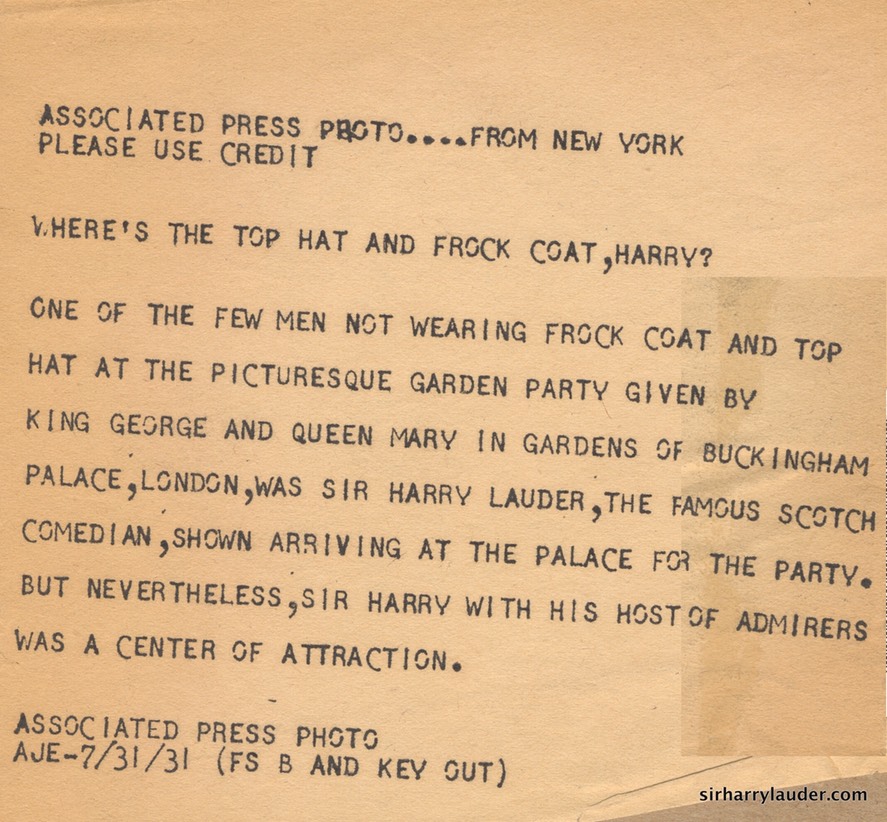 ASSOCIATED PRESS PHOTO....FROM NEW YORK
PLEASE USE CREDIT
WHERE'S THE TOP HAT AND FROCK COAT,HARRY?
ONE OF THE FEW MEN NOT WEARING FROCK COAT AND TOP
HAT AT THE PICTURESQUE GARDEN PARTY GIVEN BY
KING GEORGE AND QUEEN MARY IN GARDENS OF BUCKINGHAM
PALACE,LONDON,WAS SIR HARRY LAUDER,THE FAMOUS SCOTCH
COMEDIAN,SHOWN ARRIVING AT THE PALACE FOR THE PARTY.
BUT NEVERTHELESS,SIR HARRY WITH HIS HOST OF ADMIRERS
WAS A CENTER OF ATTRACTION.
ASSOCIATED PRESS PHOTO
AJE-7/31/31 (FS B AND KEY OUT)
sirharrylauder.com